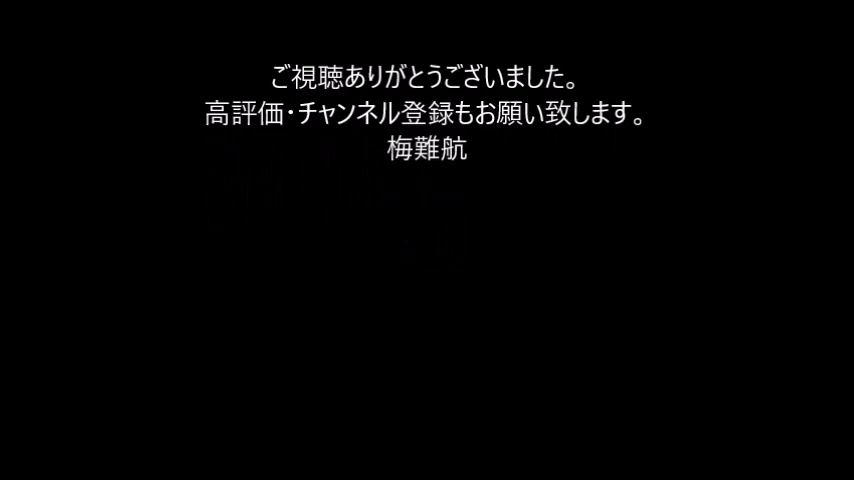 ご視聴ありがとうございました。
高評価・チャンネル登録もお願い致します。
梅難航